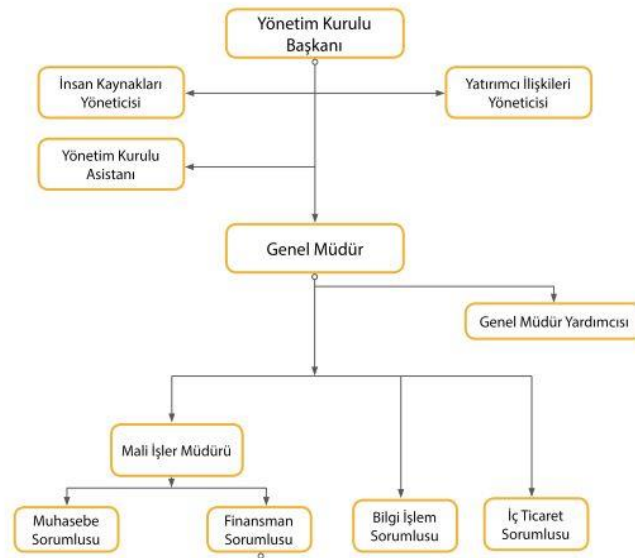 Yönetim Kurulu
Başkanı
İnsan Kaynakları
Yöneticisi
Yatırımcı İlişkileri
Yöneticisi
Yönetim Kurulu
Asistanı
Genel Müdür
Genel Müdür Yardımcısı
Mali İşler Müdürü
Muhasebe
Sorumlusu
Finansman
Sorumlusu
Bilgi İşlem
Sorumlusu
İç Ticaret
Sorumlusu